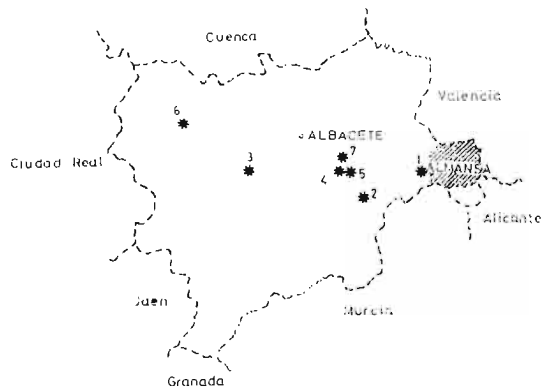 Cuenca
Valencia
6
ALBACETE
7
Ciudad Real
3
4
5
1
ALMANSA
2
Alicante
Jaen
Murcia
Granada